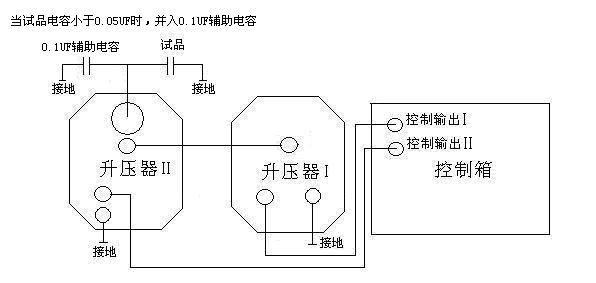 当试品电容小于0.05UF时，并入0.1UF辅助电容
0.1UF辅助电容
试品
接地
接地
控制输出I
控制输出II
升压器II
升压器I
控制箱
接地
接地